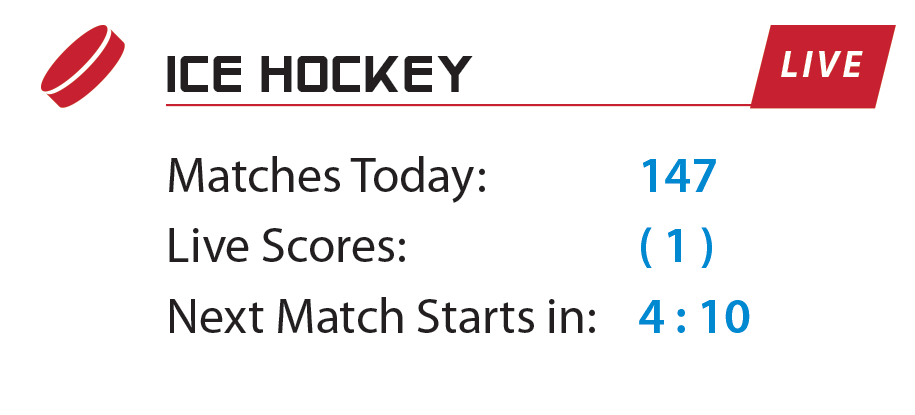 ICE HOCKEY
LIVE
Matches Today: 147
Live Scores: ( 1 )
Next Match Starts in: 4 : 10